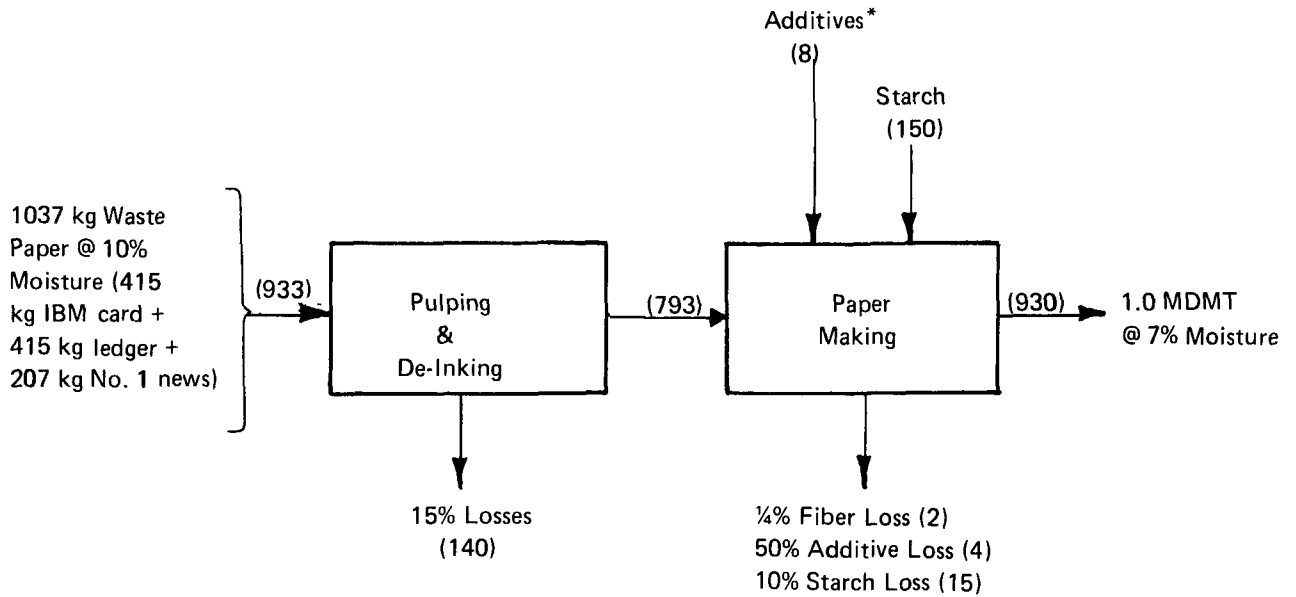 Additives*
(8)
Starch
(150)
1037 kg Waste
Paper @ 10%
Moisture (415
kg IBM card +
415 kg ledger +
207 kg No. 1 news)
(933)
Pulping
&
De-Inking
(793)
Paper
Making
(930)
1.0 MDMT
@ 7% Moisture
15% Losses
(140)
¼% Fiber Loss (2)
50% Additive Loss (4)
10% Starch Loss (15)